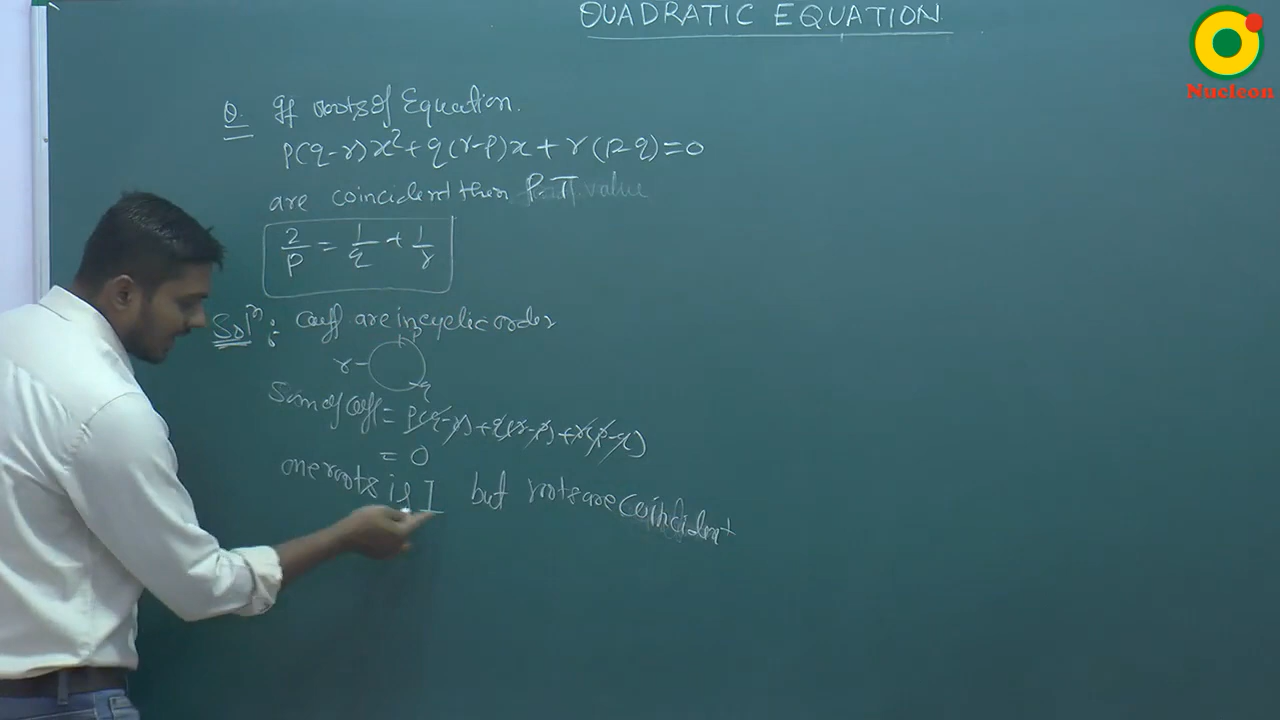 QUADRATIC EQUATION
Nucleon
Q. If roots of Equation.
p(q-r)x²+q(r-p)x+r(p-q)=0
are coincident then P.T value
2/p = 1/q + 1/r
Solⁿ: Coeff are in cyclic order
p
r
q
Sum of Coeff = p(q-r)+q(r-p)+r(p-q)
= 0
one roots is 1 but roots are coincident